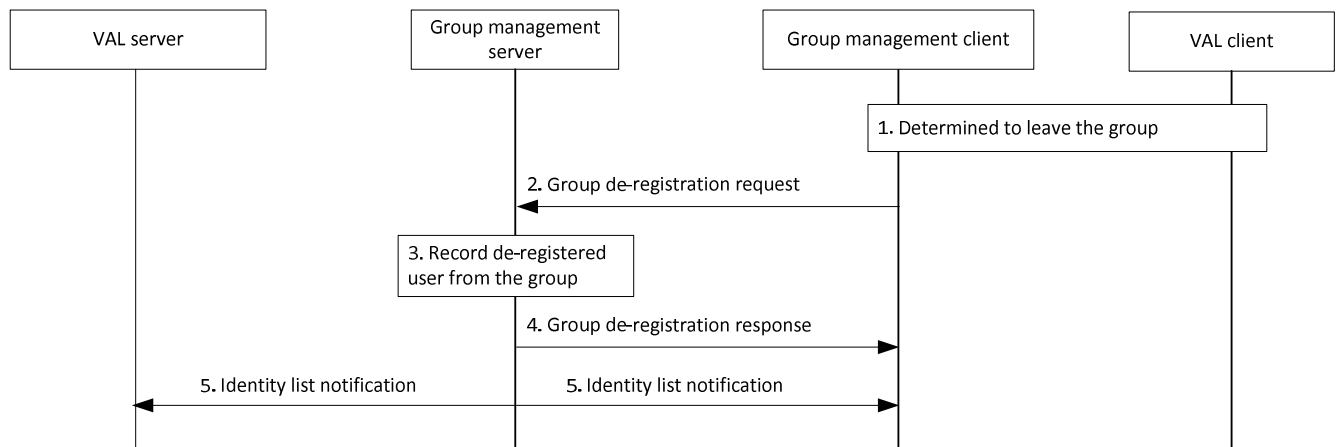 VAL server
Group management
server
Group management client
VAL client
1. Determined to leave the group
2. Group de-registration request
3. Record de-registered
user from the group
4. Group de-registration response
5. Identity list notification
5. Identity list notification